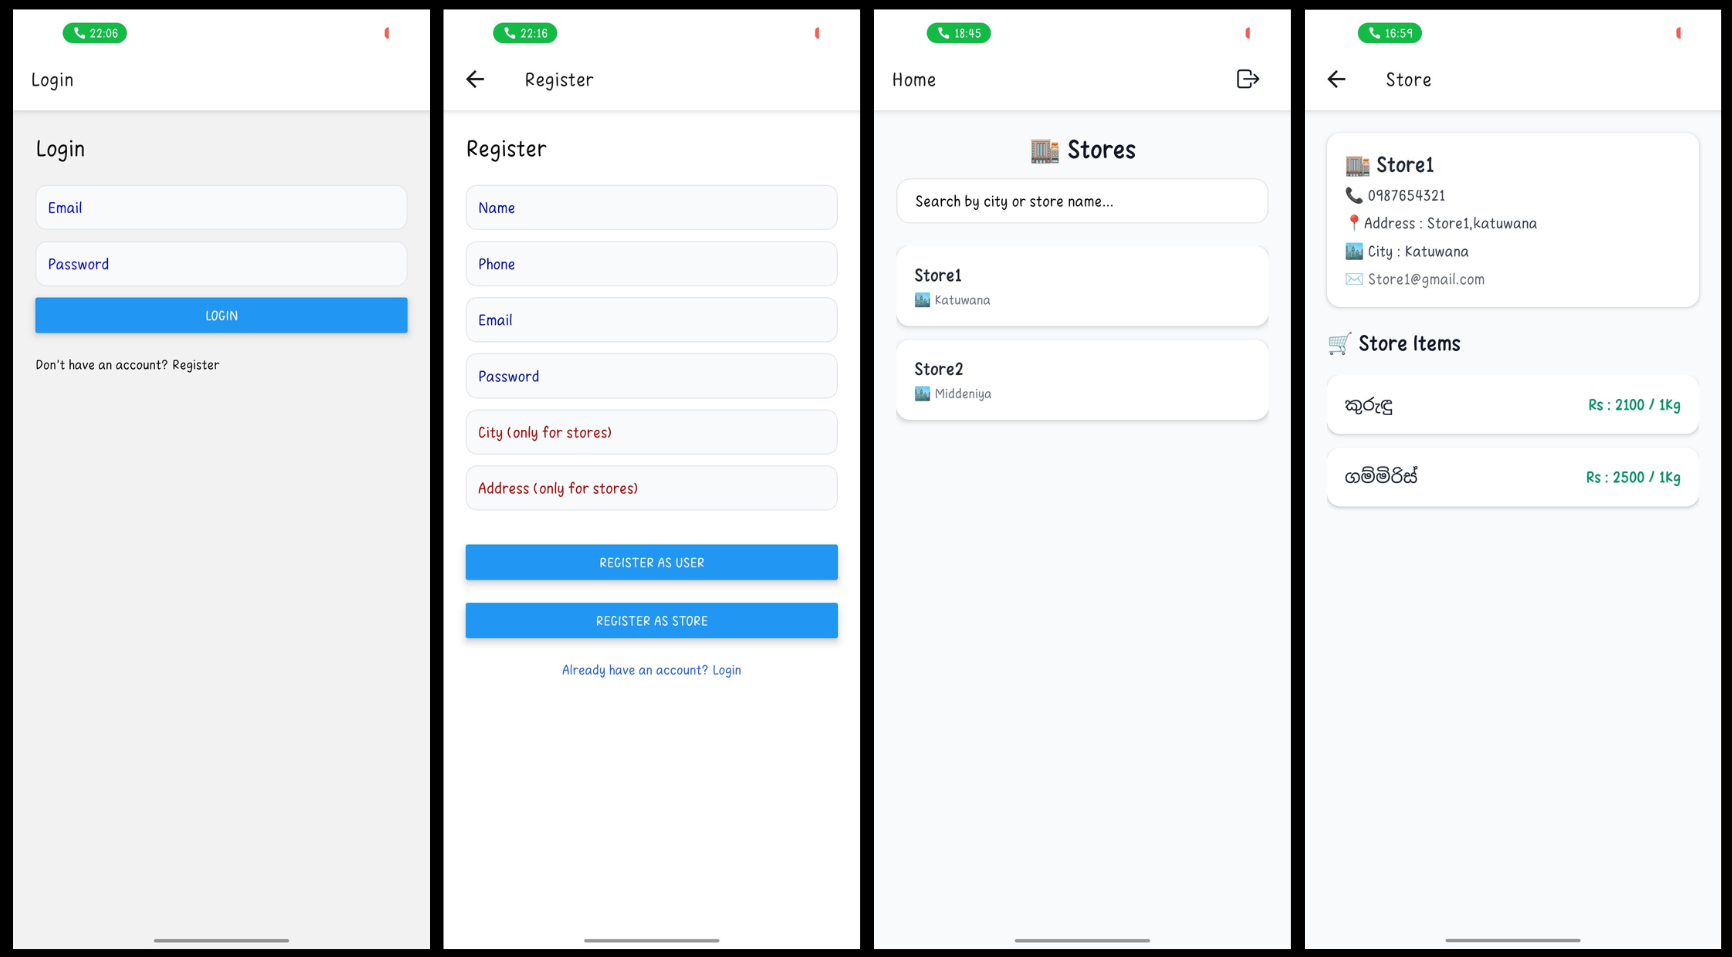 22:06
Login
Login
Email
Password
LOGIN
Don't have an account? Register
22:16
Register
Register
Name
Phone
Email
Password
City (only for stores)
Address (only for stores)
REGISTER AS USER
REGISTER AS STORE
Already have an account? Login
18:45
Home
🏬 Stores
Search by city or store name...
Store1
🏙️ Katuwana
Store2
🏙️ Middeniya
16:59
Store
🏬 Store1
📞 0987654321
📍Address : Store1,katuwana
🏙️ City : Katuwana
✉️ Store1@gmail.com
🛒 Store Items
කුරුඳු Rs : 2100 / 1Kg
ගම්මිරිස් Rs : 2500 / 1Kg